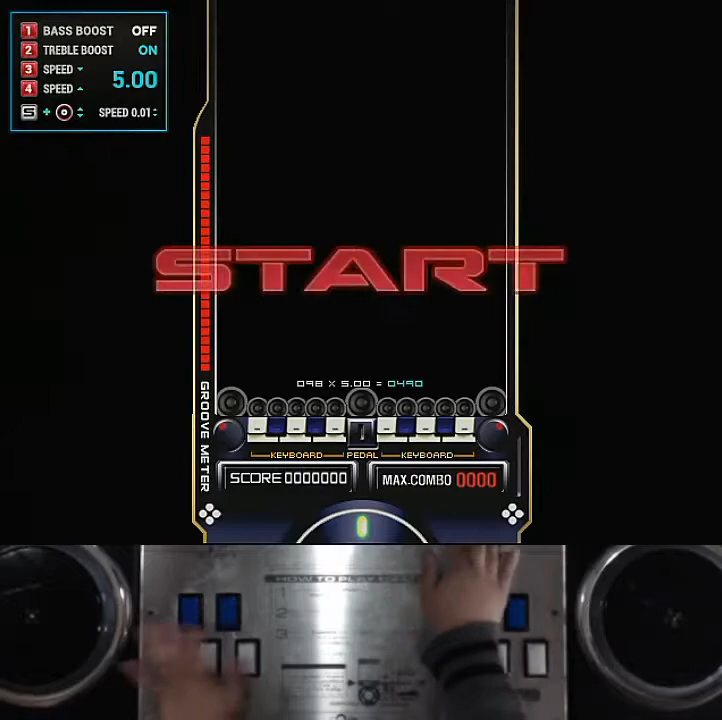 1 BASS BOOST OFF
2 TREBLE BOOST ON
3 SPEED
4 SPEED
5.00
S + SPEED 0.01
START
098 X 5.00 = 0490
GROOVE METER
KEYBOARD PEDAL KEYBOARD
SCORE 0000000
MAX.COMBO 0000
HOW TO PLAY
1
2
3